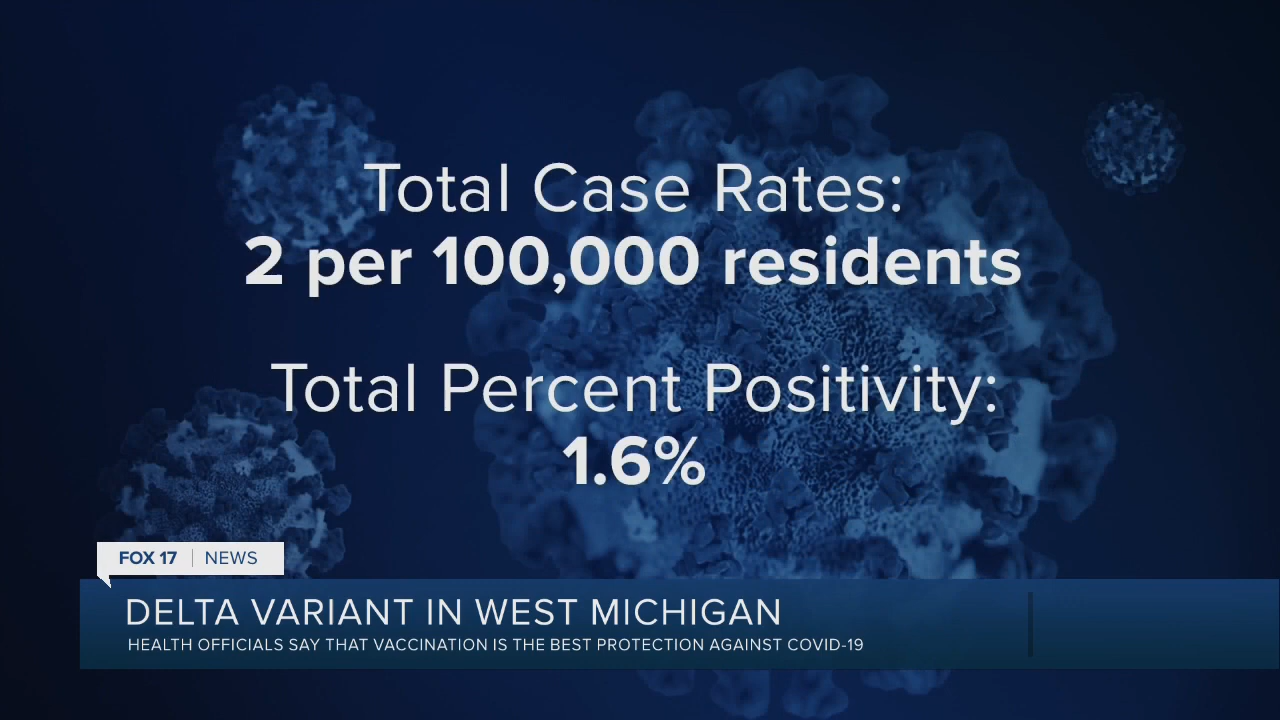 Total Case Rates:
2 per 100,000 residents
Total Percent Positivity:
1.6%
FOX 17 | NEWS
DELTA VARIANT IN WEST MICHIGAN
HEALTH OFFICIALS SAY THAT VACCINATION IS THE BEST PROTECTION AGAINST COVID-19